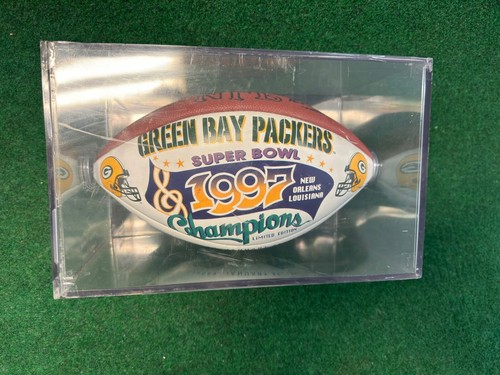 GREEN BAY PACKERS
SUPER BOWL
1997
NEW
ORLEANS
LOUISIANA
Champions
LIMITED EDITION
G
G